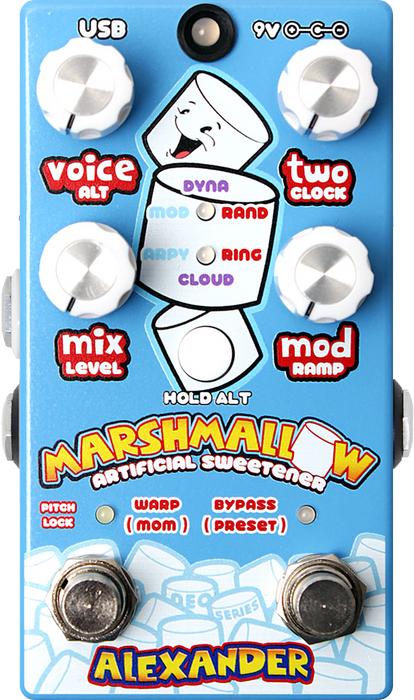 USB
9V
voice
ALT
two
CLOCK
DYNA
MOD RAND
ARPY RING
CLOUD
mix
LEVEL
mod
RAMP
HOLD ALT
MARSHMALLOW
ARTIFICIAL SWEETENER
PITCH LOCK
WARP
(MOM)
BYPASS
(PRESET)
NEO SERIES
ALEXANDER